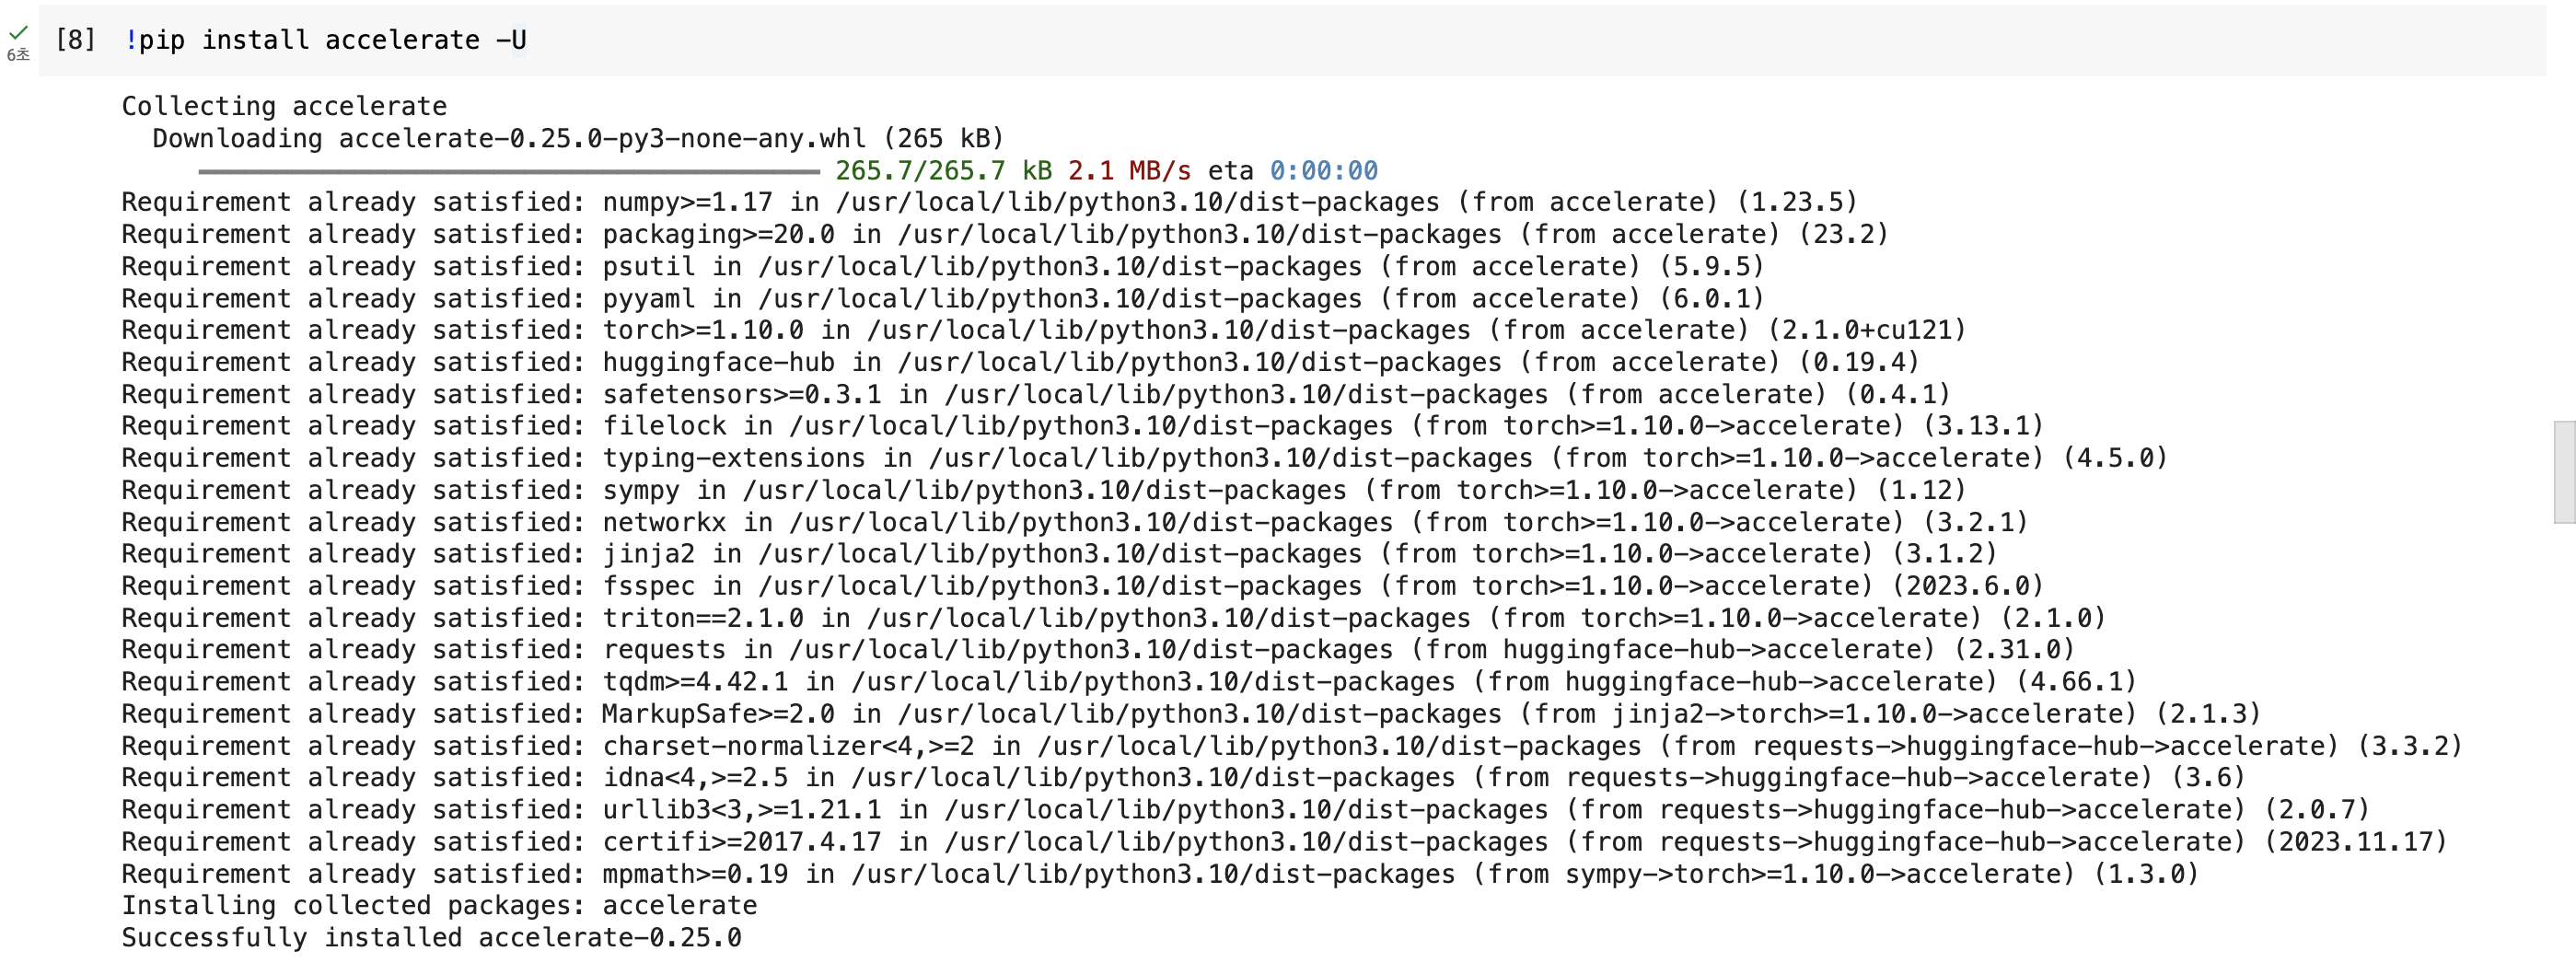 [8] !pip install accelerate -U
6초
Collecting accelerate
Downloading accelerate-0.25.0-py3-none-any.whl (265 kB)
265.7/265.7 kB 2.1 MB/s eta 0:00:00
Requirement already satisfied: numpy>=1.17 in /usr/local/lib/python3.10/dist-packages (from accelerate) (1.23.5)
Requirement already satisfied: packaging>=20.0 in /usr/local/lib/python3.10/dist-packages (from accelerate) (23.2)
Requirement already satisfied: psutil in /usr/local/lib/python3.10/dist-packages (from accelerate) (5.9.5)
Requirement already satisfied: pyyaml in /usr/local/lib/python3.10/dist-packages (from accelerate) (6.0.1)
Requirement already satisfied: torch>=1.10.0 in /usr/local/lib/python3.10/dist-packages (from accelerate) (2.1.0+cu121)
Requirement already satisfied: huggingface-hub in /usr/local/lib/python3.10/dist-packages (from accelerate) (0.19.4)
Requirement already satisfied: safetensors>=0.3.1 in /usr/local/lib/python3.10/dist-packages (from accelerate) (0.4.1)
Requirement already satisfied: filelock in /usr/local/lib/python3.10/dist-packages (from torch>=1.10.0->accelerate) (3.13.1)
Requirement already satisfied: typing-extensions in /usr/local/lib/python3.10/dist-packages (from torch>=1.10.0->accelerate) (4.5.0)
Requirement already satisfied: sympy in /usr/local/lib/python3.10/dist-packages (from torch>=1.10.0->accelerate) (1.12)
Requirement already satisfied: networkx in /usr/local/lib/python3.10/dist-packages (from torch>=1.10.0->accelerate) (3.2.1)
Requirement already satisfied: jinja2 in /usr/local/lib/python3.10/dist-packages (from torch>=1.10.0->accelerate) (3.1.2)
Requirement already satisfied: fsspec in /usr/local/lib/python3.10/dist-packages (from torch>=1.10.0->accelerate) (2023.6.0)
Requirement already satisfied: triton==2.1.0 in /usr/local/lib/python3.10/dist-packages (from torch>=1.10.0->accelerate) (2.1.0)
Requirement already satisfied: requests in /usr/local/lib/python3.10/dist-packages (from huggingface-hub->accelerate) (2.31.0)
Requirement already satisfied: tqdm>=4.42.1 in /usr/local/lib/python3.10/dist-packages (from huggingface-hub->accelerate) (4.66.1)
Requirement already satisfied: MarkupSafe>=2.0 in /usr/local/lib/python3.10/dist-packages (from jinja2->torch>=1.10.0->accelerate) (2.1.3)
Requirement already satisfied: charset-normalizer<4,>=2 in /usr/local/lib/python3.10/dist-packages (from requests->huggingface-hub->accelerate) (3.3.2)
Requirement already satisfied: idna<4,>=2.5 in /usr/local/lib/python3.10/dist-packages (from requests->huggingface-hub->accelerate) (3.6)
Requirement already satisfied: urllib3<3,>=1.21.1 in /usr/local/lib/python3.10/dist-packages (from requests->huggingface-hub->accelerate) (2.0.7)
Requirement already satisfied: certifi>=2017.4.17 in /usr/local/lib/python3.10/dist-packages (from requests->huggingface-hub->accelerate) (2023.11.17)
Requirement already satisfied: mpmath>=0.19 in /usr/local/lib/python3.10/dist-packages (from sympy->torch>=1.10.0->accelerate) (1.3.0)
Installing collected packages: accelerate
Successfully installed accelerate-0.25.0